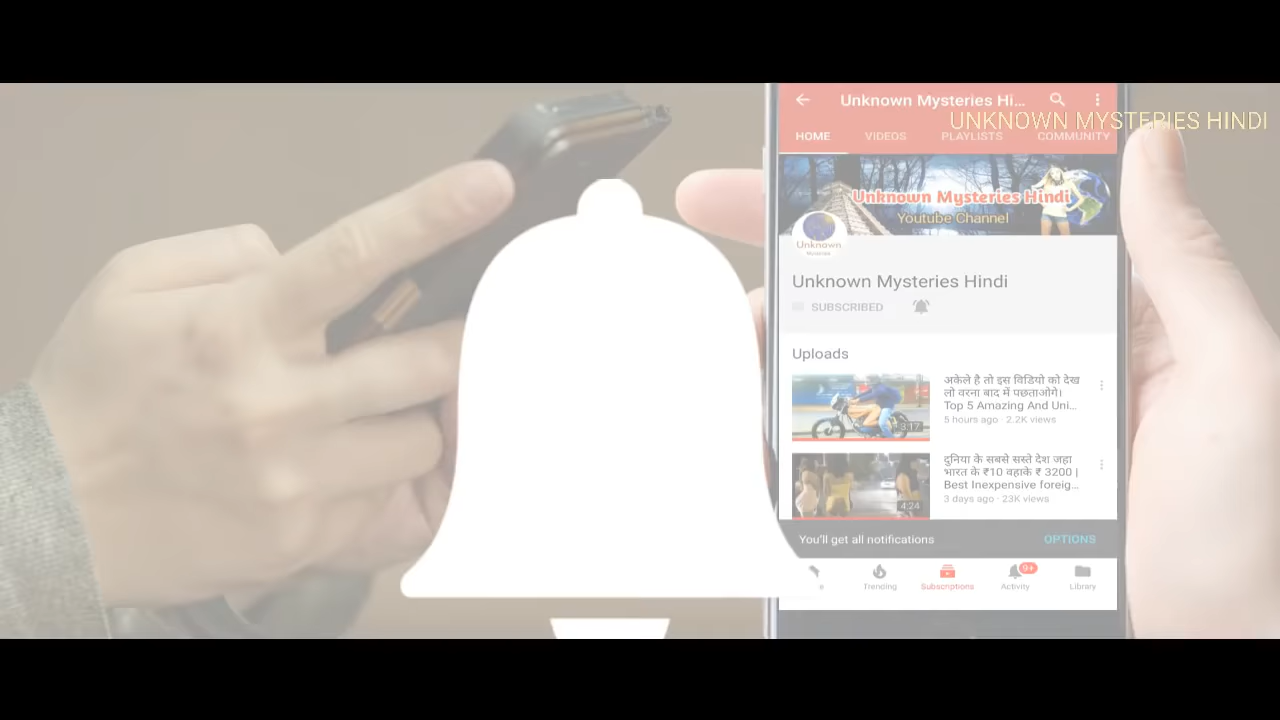 Unknown Mysteries Hi...
UNKNOWN MYSTERIES HINDI
HOME VIDEOS PLAYLISTS COMMUNITY
Unknown Mysteries Hindi
Youtube Channel
Unknown
Unknown Mysteries Hindi
SUBSCRIBED
Uploads
अकेले है तो इस विडियो को देख
लो वरना बाद में पछताओगे।
Top 5 Amazing And Uni...
5 hours ago · 2.2K views
3:17
दुनिया के सबसे सस्ते देश जहा
भारत के ₹10 वहाके ₹ 3200 |
Best Inexpensive foreig...
3 days ago · 23K views
4:24
You'll get all notifications OPTIONS
9+
Trending Subscriptions Activity Library